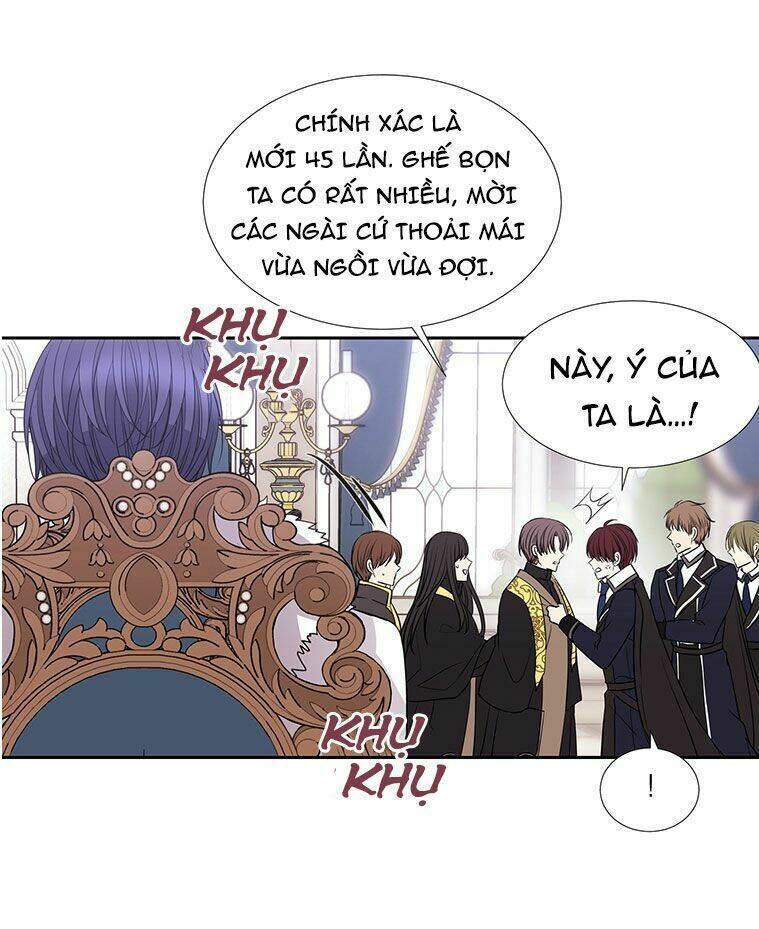 CHÍNH XÁC LÀ
MỚI 45 LẦN. GHẾ BỌN
TA CÓ RẤT NHIỀU, MỜI
CÁC NGÀI CỨ THOẢI MÁI
VỪA NGỒI VỪA ĐỢI.
KHỤ
KHỤ
NÀY, Ý CỦA
TA LÀ...!
KHỤ
KHỤ
!